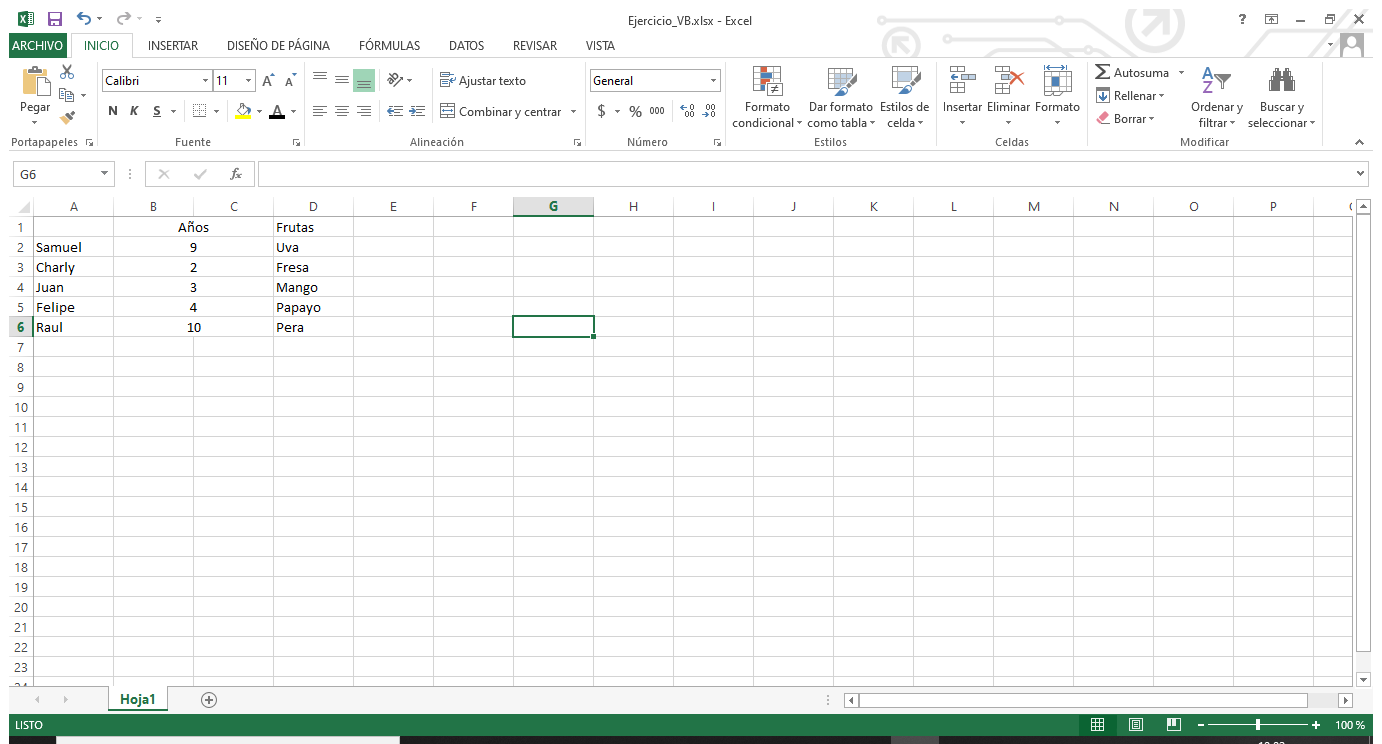 Ejercicio_VB.xlsx - Excel
?
ARCHIVO INICIO INSERTAR DISEÑO DE PÁGINA FÓRMULAS DATOS REVISAR VISTA
Calibri 11 A A Ajustar texto General Autosuma
Rellenar
Pegar Formato Dar formato Estilos de Insertar Eliminar Formato Ordenar y Buscar y
N K S A Combinar y centrar $ % 000
condicional como tabla celda Borrar filtrar seleccionar
Portapapeles Fuente Alineación Número Estilos Celdas Modificar
G6 fx
A B C D E F G H I J K L M N O P
1 Años Frutas
2 Samuel 9 Uva
3 Charly 2 Fresa
4 Juan 3 Mango
5 Felipe 4 Papayo
6 Raul 10 Pera
7
8
9
10
11
12
13
14
15
16
17
18
19
20
21
22
23
Hoja1
LISTO 100 %